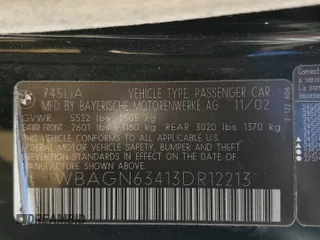 745LiA VEHICLE TYPE: PASSENGER CAR
MFD BY BAYERISCHE MOTORENWERKE AG 11/02
GVWR 5522 lbs 2505 kg
GAWR FRONT 2601 lbs 1180 kg REAR 3020 lbs 1370 kg
THIS VEHICLE CONFORMS TO ALL APPLICABLE
FEDERAL MOTOR VEHICLE SAFETY, BUMPER AND
THEFT PREVENTION STANDARDS IN EFFECT ON THE
DATE OF MANUFACTURE SHOWN ABOVE.
WBAGN63413DR12213